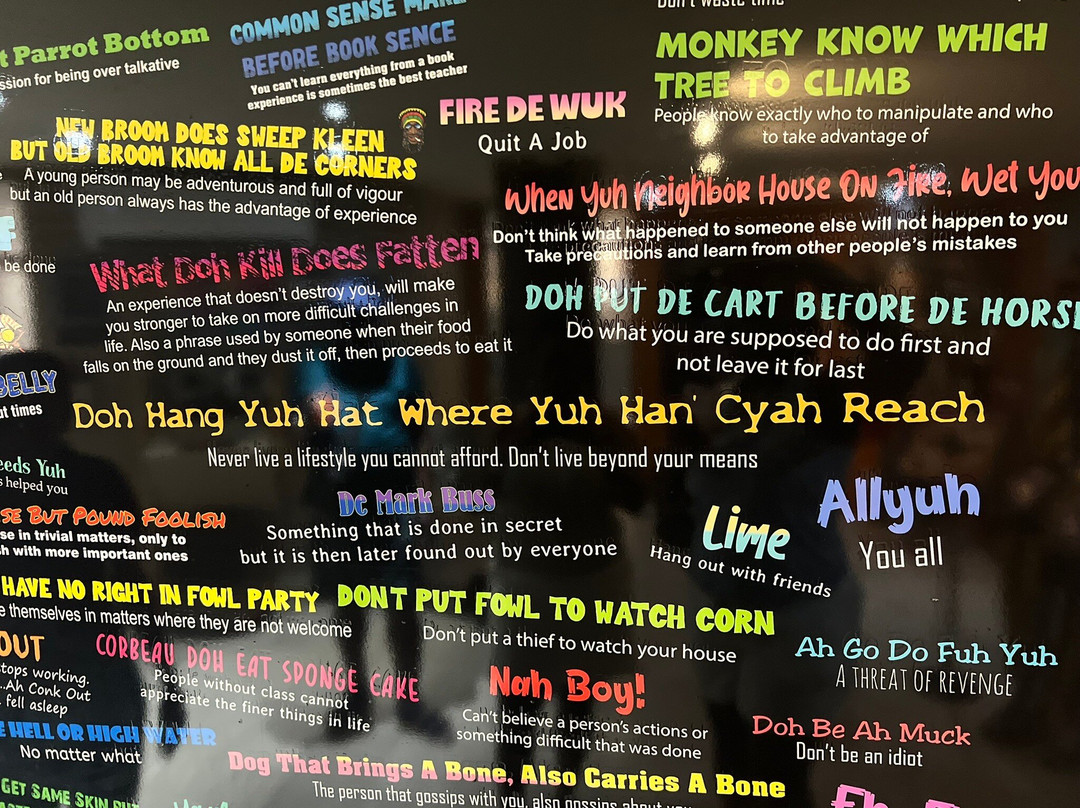 t Parrot Bottom
ssion for being over talkative
COMMON SENSE MAKE
BEFORE BOOK SENCE
You can't learn everything from a book
experience is sometimes the best teacher
Don't waste time
MONKEY KNOW WHICH
TREE TO CLIMB
People know exactly who to manipulate and who
to take advantage of
FIRE DE WUK
Quit A Job
NEW BROOM DOES SWEEP KLEEN
BUT OLD BROOM KNOW ALL DE CORNERS
A young person may be adventurous and full of vigour
but an old person always has the advantage of experience
When Yuh Neighbor House On Fire, Wet You
Don't think what happened to someone else will not happen to you
Take precautions and learn from other people's mistakes
be done
What Doh Kill Does Fatten
An experience that doesn't destroy you, will make
you stronger to take on more difficult challenges in
life. Also a phrase used by someone when their food
falls on the ground and they dust it off, then proceeds to eat it
DOH PUT DE CART BEFORE DE HORSE
Do what you are supposed to do first and
not leave it for last
BELLY
at times
Doh Hang Yuh Hat Where Yuh Han' Cyah Reach
Never live a lifestyle you cannot afford. Don't live beyond your means
eeds Yuh
s helped you
De Mark Buss
Something that is done in secret
but it is then later found out by everyone
Lime
Hang out with friends
Allyuh
You all
SE BUT POUND FOOLISH
se in trivial matters, only to
sh with more important ones
HAVE NO RIGHT IN FOWL PARTY
e themselves in matters where they are not welcome
DONT PUT FOWL TO WATCH CORN
Don't put a thief to watch your house
Ah Go Do Fuh Yuh
A THREAT OF REVENGE
OUT
stops working.
...Ah Conk Out
fell asleep
CORBEAU DOH EAT SPONGE CAKE
People without class cannot
appreciate the finer things in life
Nah Boy!
Can't believe a person's actions or
something difficult that was done
Doh Be Ah Muck
Don't be an idiot
E HELL OR HIGH WATER
No matter what
Dog That Brings A Bone, Also Carries A Bone
The person that gossips with you, also gossips about you
GET SAME SKIN